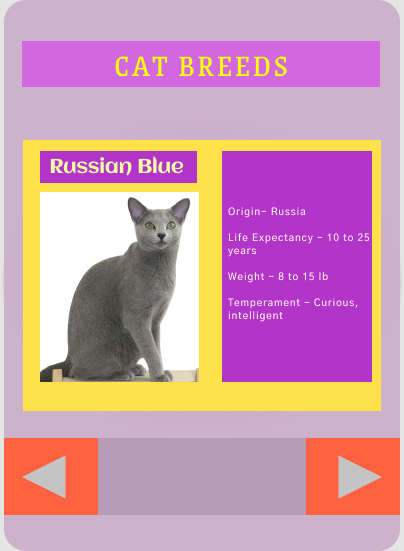 CAT BREEDS
Russian Blue
Origin– Russia
Life Expectancy – 10 to 25
years
Weight – 8 to 15 lb
Temperament – Curious,
intelligent